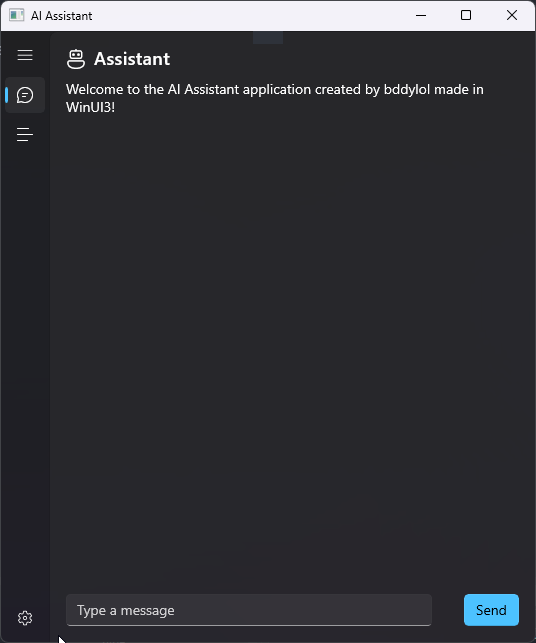 AI Assistant
Assistant
Welcome to the AI Assistant application created by bddylol made in
WinUI3!
Type a message
Send